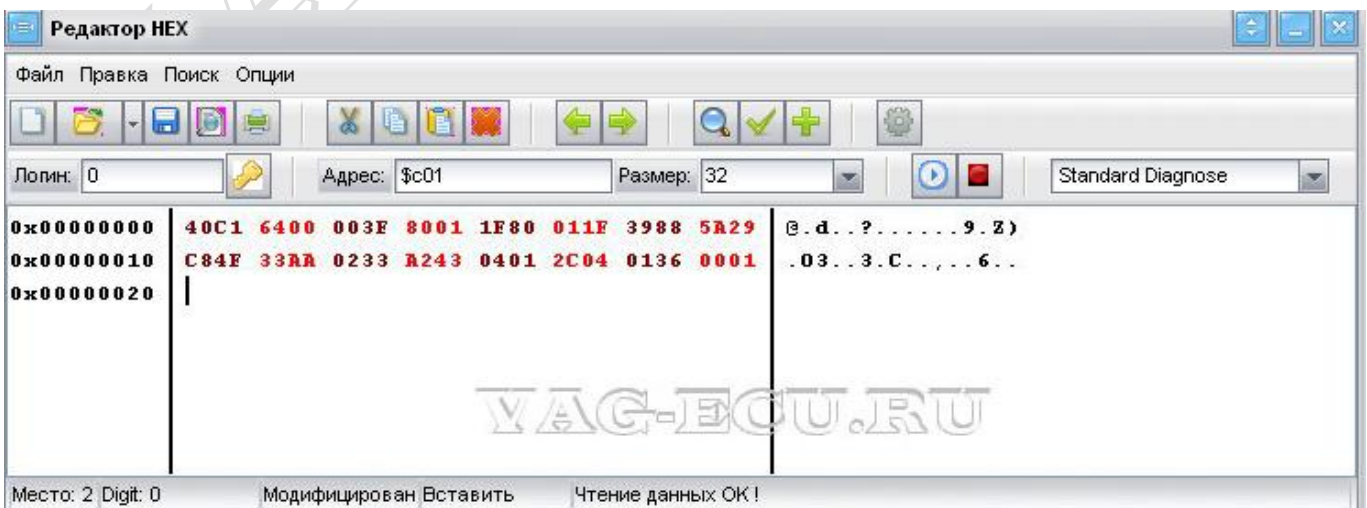 Редактор HEX
Файл Правка Поиск Опции
Логин: 0 Адрес: $c01 Размер: 32 Standard Diagnose
0x00000000 40C1 6400 003F 8001 1F80 011F 3988 5A29 @.d..?......9.Z)
0x00000010 C84F 33AA 0233 A243 0401 2C04 0136 0001 .O3..3.C..,..6..
0x00000020
VAG-ECU.RU
Место: 2 Digit: 0 Модифицирован Вставить Чтение данных OK !